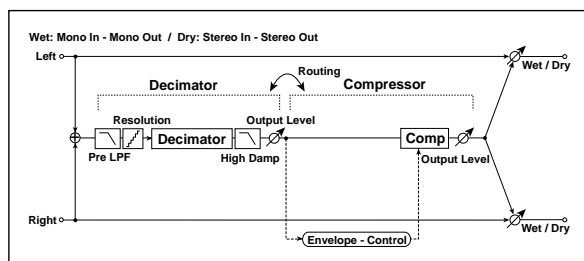 Wet: Mono In - Mono Out / Dry: Stereo In - Stereo Out
Left
Wet / Dry
Routing
Decimator
Compressor
Resolution
Output Level
Decimator
Comp
Pre LPF
High Damp
Output Level
Right
Wet / Dry
Envelope - Control